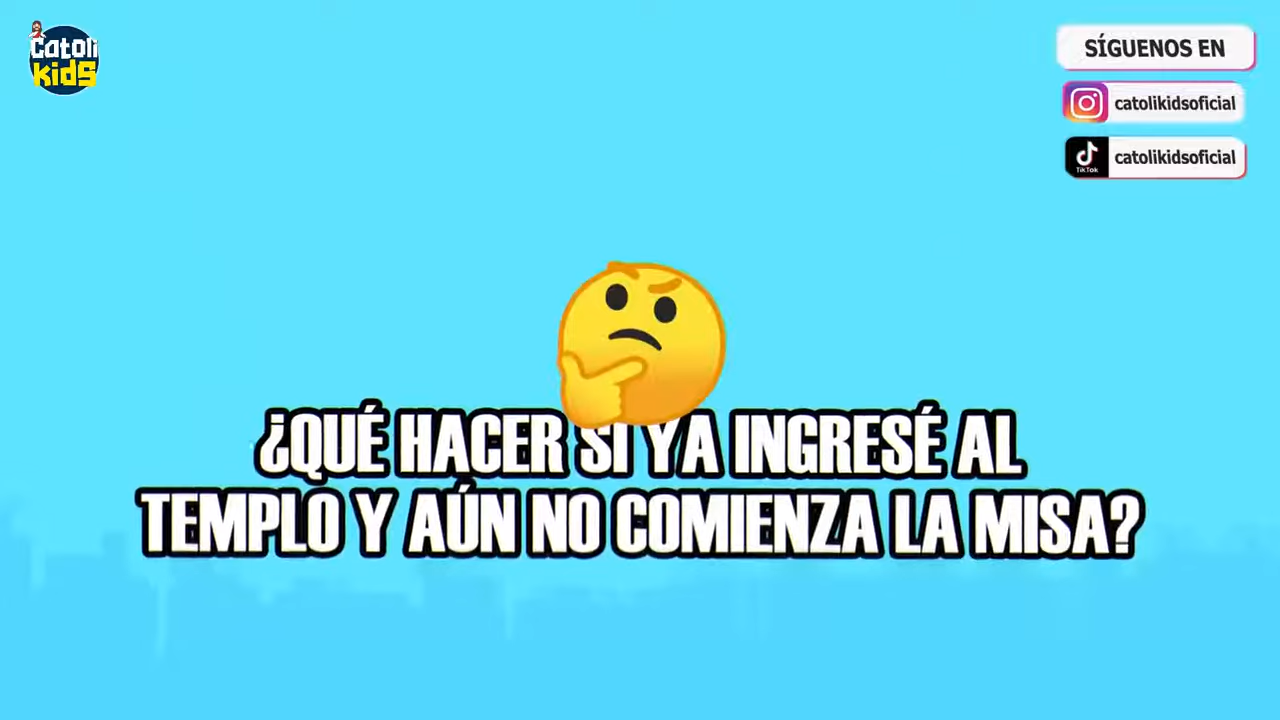 Catoli
Kids
SÍGUENOS EN
catolikidsoficial
TikTok
catolikidsoficial
¿QUÉ HACER SI YA INGRESÉ AL
TEMPLO Y AÚN NO COMIENZA LA MISA?